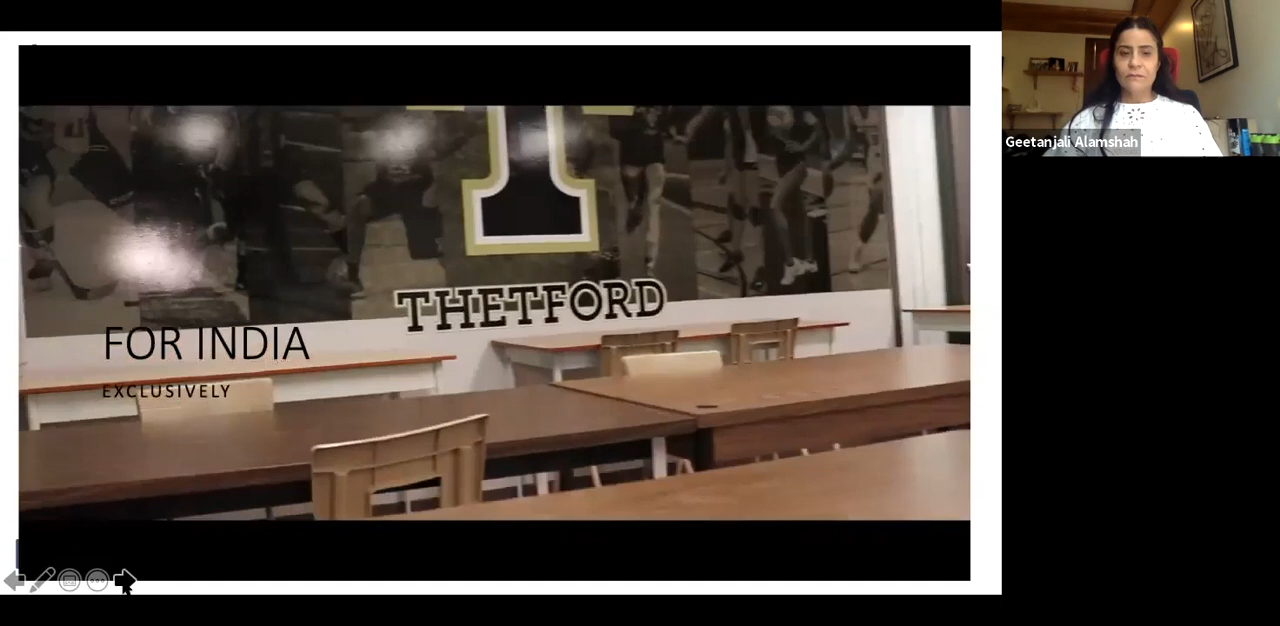 T
THETFORD
FOR INDIA
EXCLUSIVELY
Geetanjali Alamshah